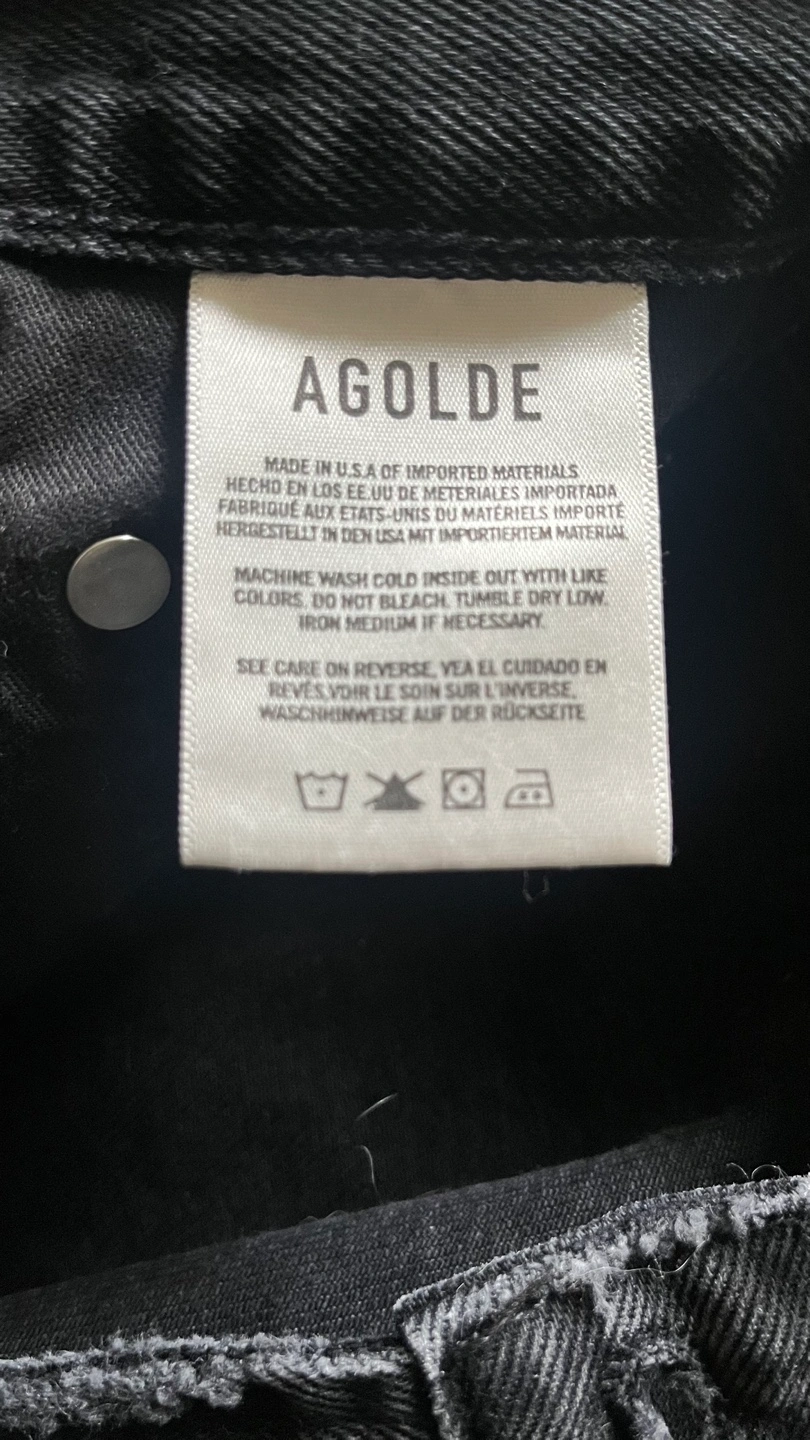 AGOLDE
MADE IN U.S.A OF IMPORTED MATERIALS
HECHO EN LOS EE.UU DE METERIALES IMPORTADA
FABRIQUÉ AUX ETATS-UNIS DU MATÉRIELS IMPORTÉ
HERGESTELLT IN DEN USA MIT IMPORTIERTEM MATERIAL
MACHINE WASH COLD INSIDE OUT WITH LIKE
COLORS. DO NOT BLEACH. TUMBLE DRY LOW.
IRON MEDIUM IF NECESSARY.
SEE CARE ON REVERSE, VEA EL CUIDADO EN
REVÉS,VOIR LE SOIN SUR L'INVERSE,
WASCHHINWEISE AUF DER RÜCKSEITE